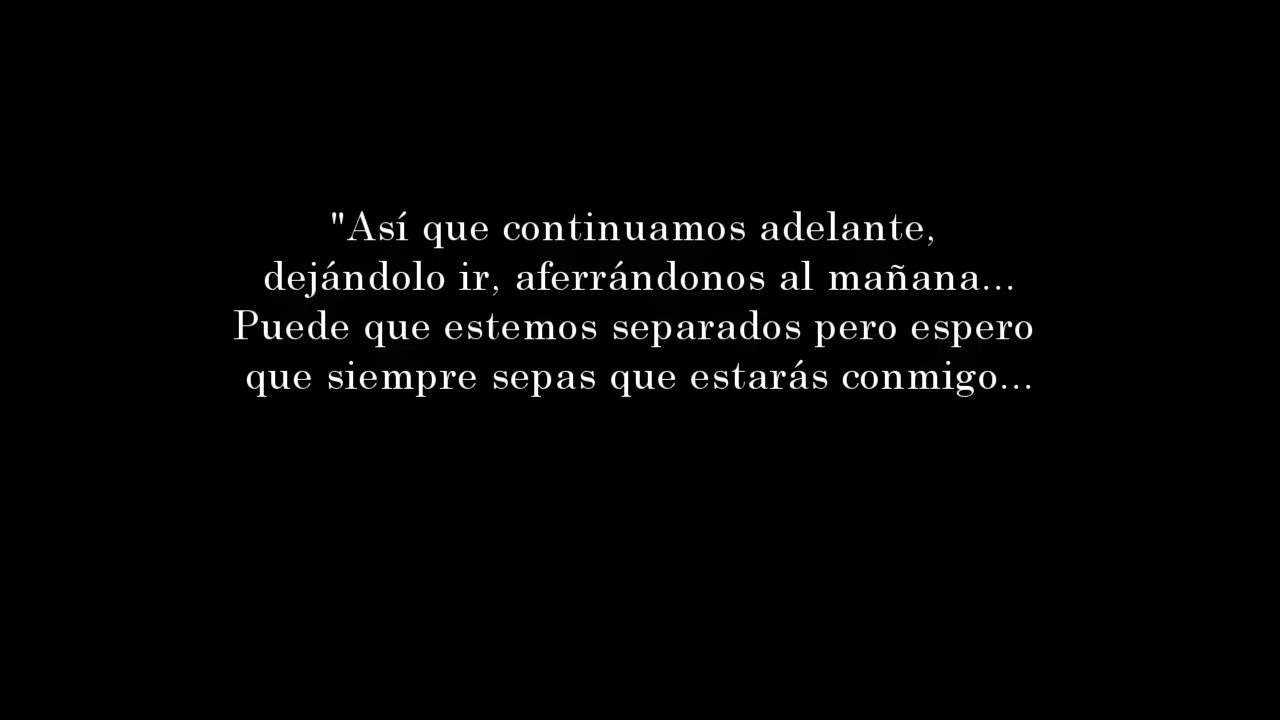 "Así que continuamos adelante,
dejándolo ir, aferrándonos al mañana...
Puede que estemos separados pero espero
que siempre sepas que estarás conmigo...